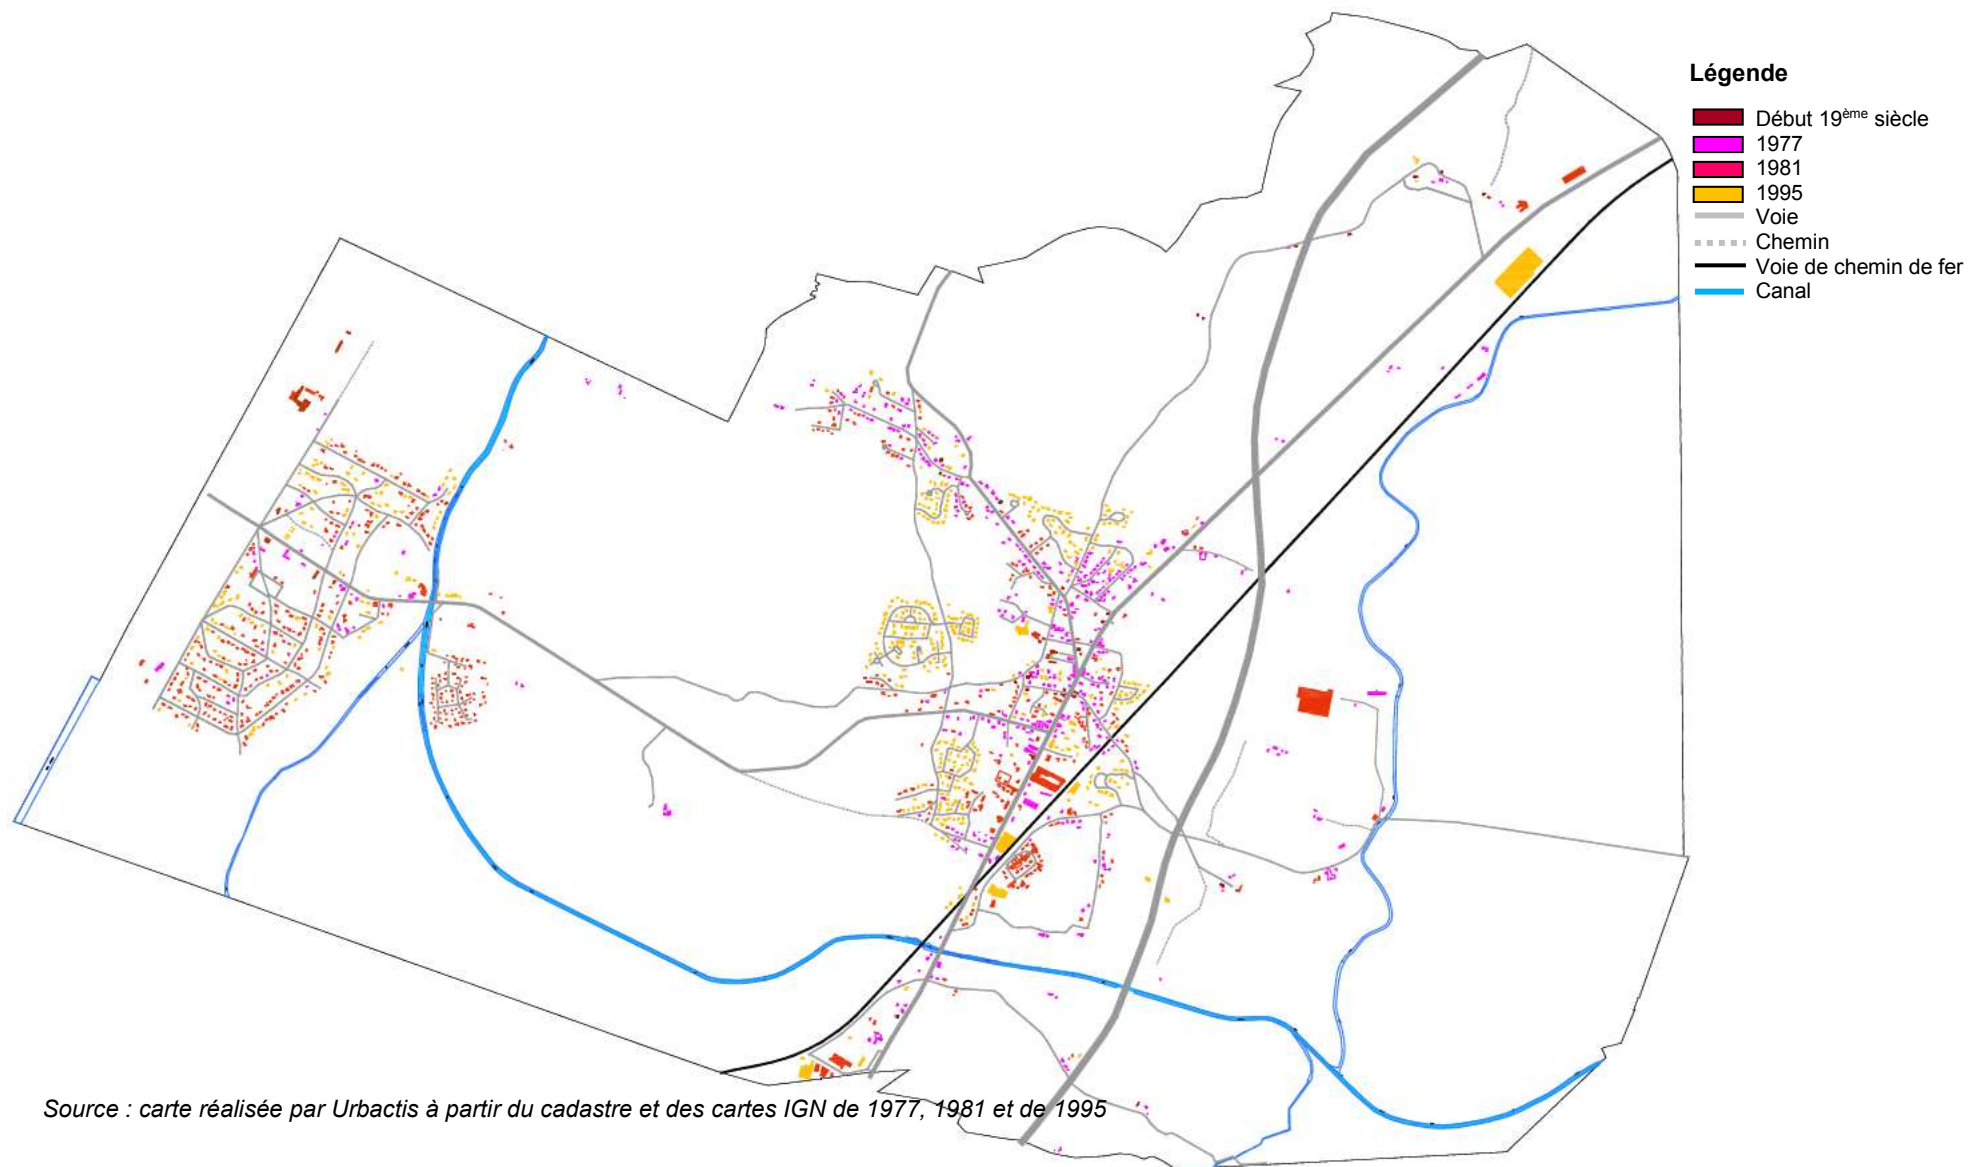 Légende
Début 19ème siècle
1977
1981
1995
Voie
Chemin
Voie de chemin de fer
Canal
Source : carte réalisée par Urbactis à partir du cadastre et des cartes IGN de 1977, 1981 et de 1995